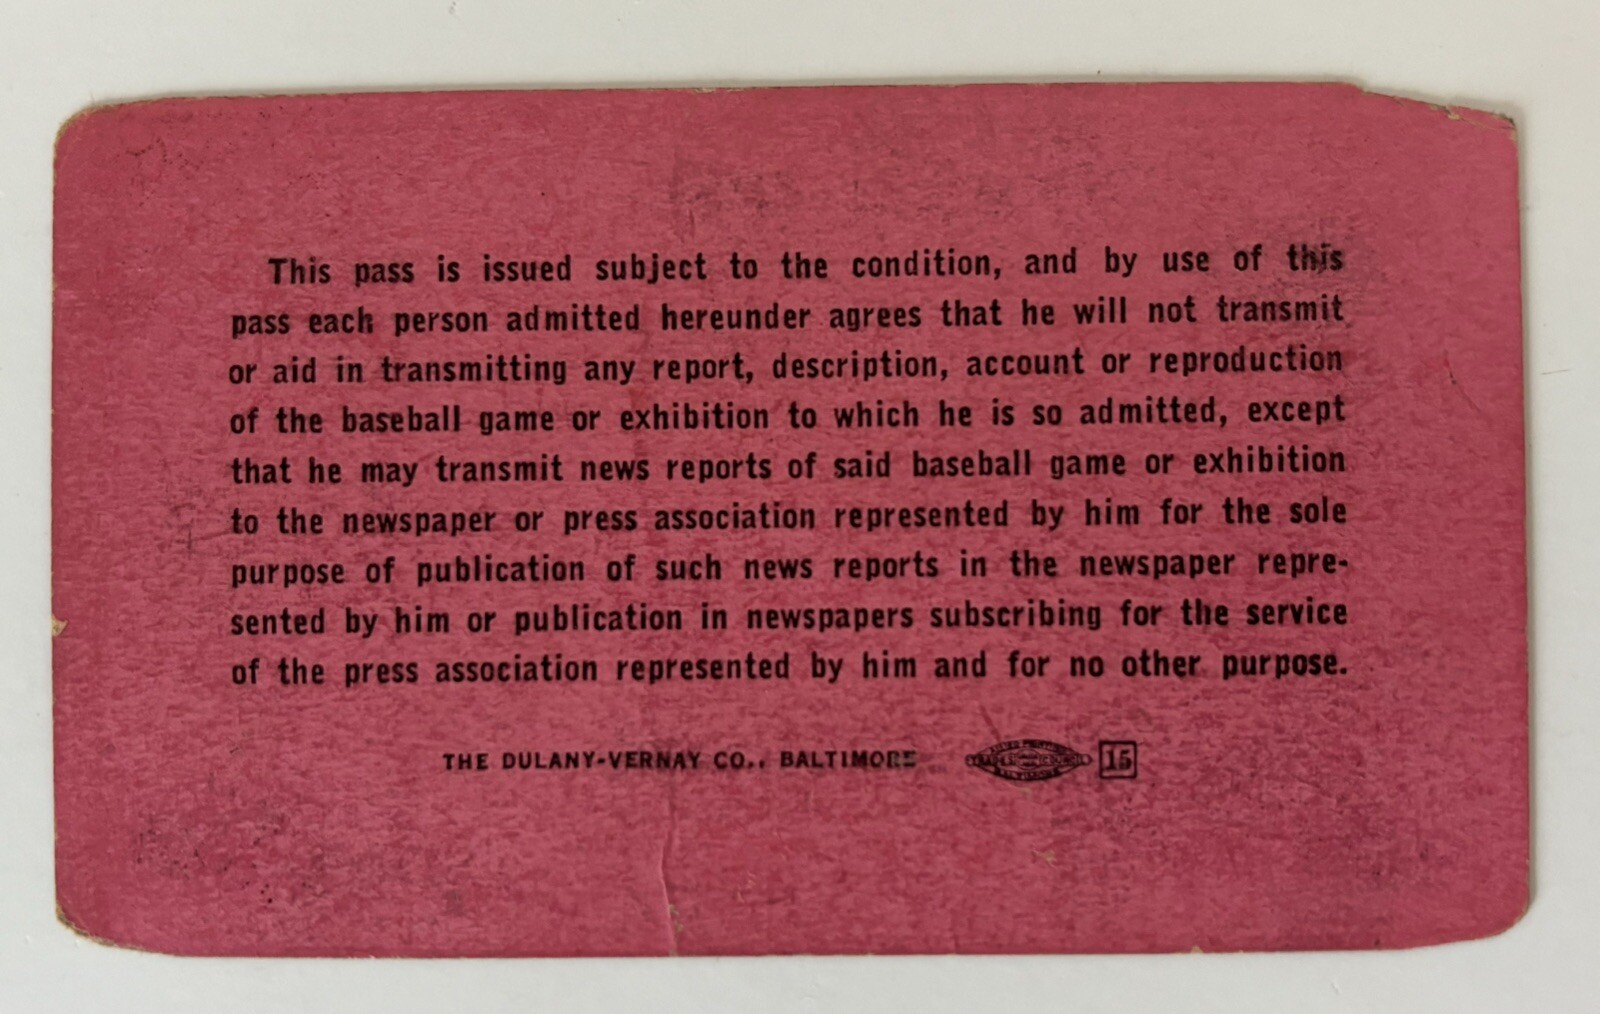 This pass is issued subject to the condition, and by use of this
pass each person admitted hereunder agrees that he will not transmit
or aid in transmitting any report, description, account or reproduction
of the baseball game or exhibition to which he is so admitted, except
that he may transmit news reports of said baseball game or exhibition
to the newspaper or press association represented by him for the sole
purpose of publication of such news reports in the newspaper repre-
sented by him or publication in newspapers subscribing for the service
of the press association represented by him and for no other purpose.
THE DULANY-VERNAY CO., BALTIMORE
15